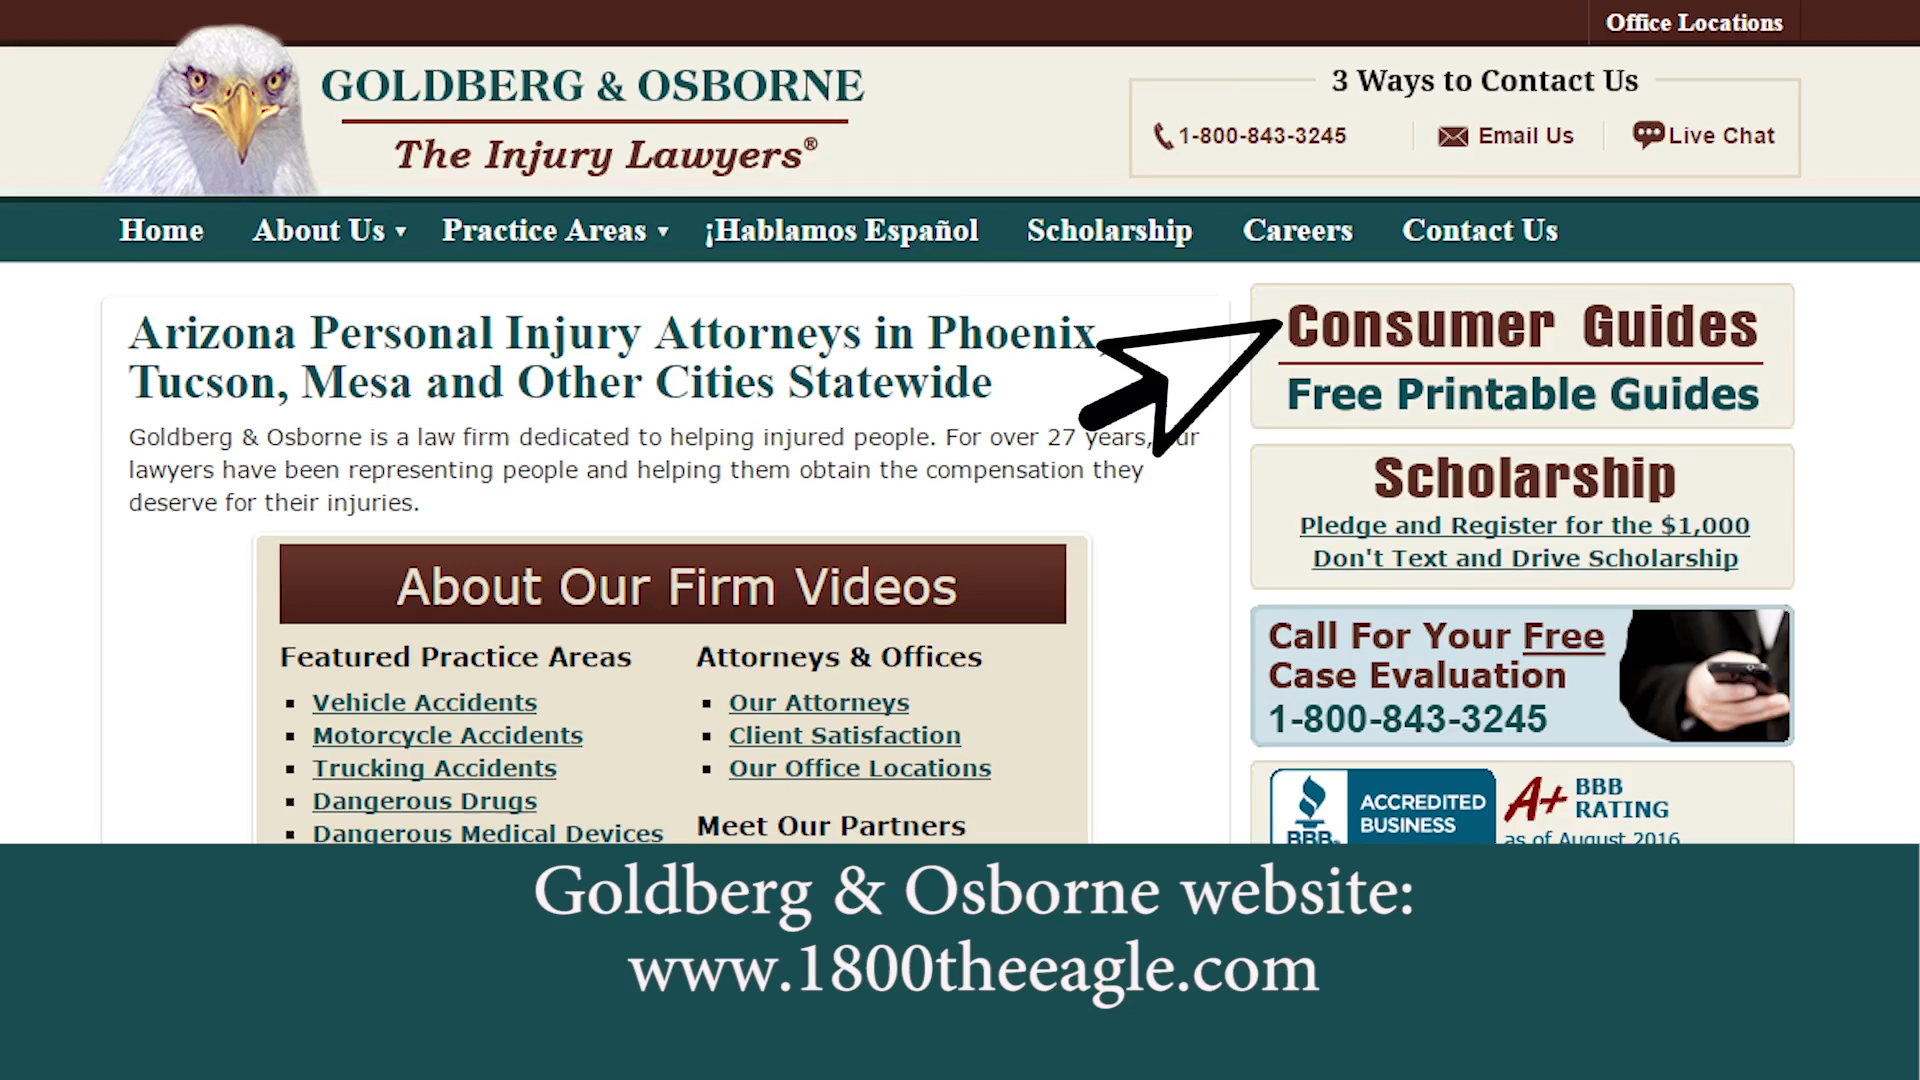 Office Locations
GOLDBERG & OSBORNE
The Injury Lawyers®
3 Ways to Contact Us
1-800-843-3245
Email Us
Live Chat
Home
About Us
Practice Areas
¡Hablamos Español
Scholarship
Careers
Contact Us
Arizona Personal Injury Attorneys in Phoenix,
Tucson, Mesa and Other Cities Statewide
Goldberg & Osborne is a law firm dedicated to helping injured people. For over 27 years, our
lawyers have been representing people and helping them obtain the compensation they
deserve for their injuries.
About Our Firm Videos
Featured Practice Areas
Vehicle Accidents
Motorcycle Accidents
Trucking Accidents
Dangerous Drugs
Dangerous Medical Devices
Attorneys & Offices
Our Attorneys
Client Satisfaction
Our Office Locations
Meet Our Partners
Consumer Guides
Free Printable Guides
Scholarship
Pledge and Register for the $1,000
Don't Text and Drive Scholarship
Call For Your Free
Case Evaluation
1-800-843-3245
BBB.
ACCREDITED
BUSINESS
A+
BBB
RATING
as of August 2016
Goldberg & Osborne website:
www.1800theeagle.com